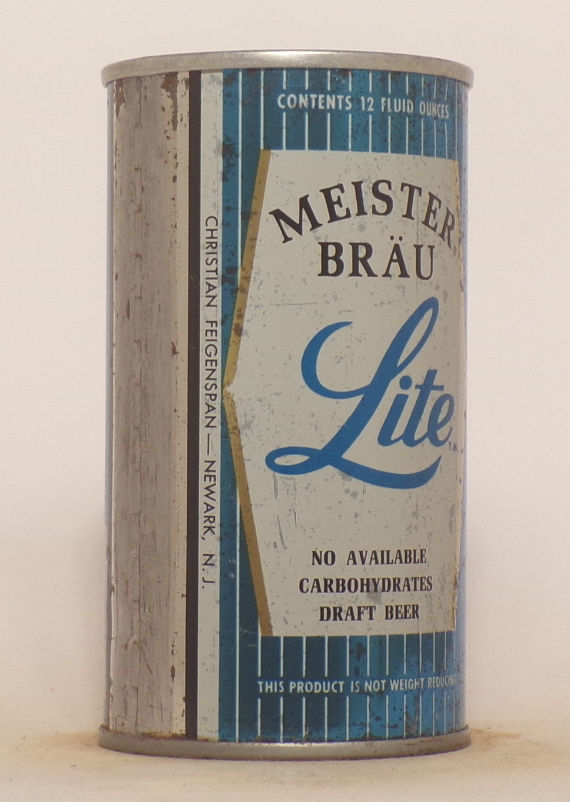 CONTENTS 12 FLUID OUNCES
MEISTER
BRÄU
Lite
NO AVAILABLE
CARBOHYDRATES
DRAFT BEER
THIS PRODUCT IS NOT WEIGHT REDUCING
CHRISTIAN FEIGENSPAN — NEWARK, N. J.